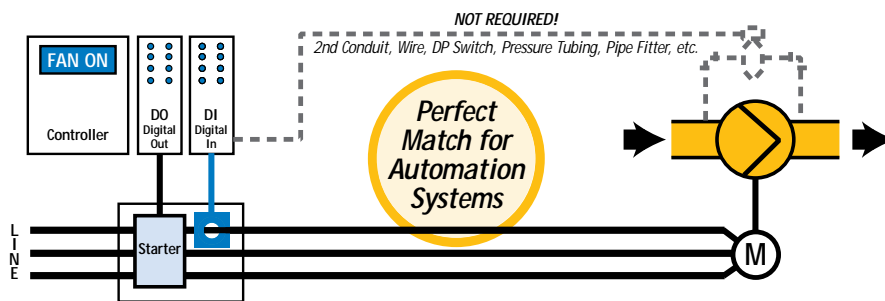 NOT REQUIRED!
2nd Conduit, Wire, DP Switch, Pressure Tubing, Pipe Fitter, etc.
FAN ON
Controller
DO
Digital
Out
DI
Digital
In
Perfect
Match for
Automation
Systems
LINE
Starter
M